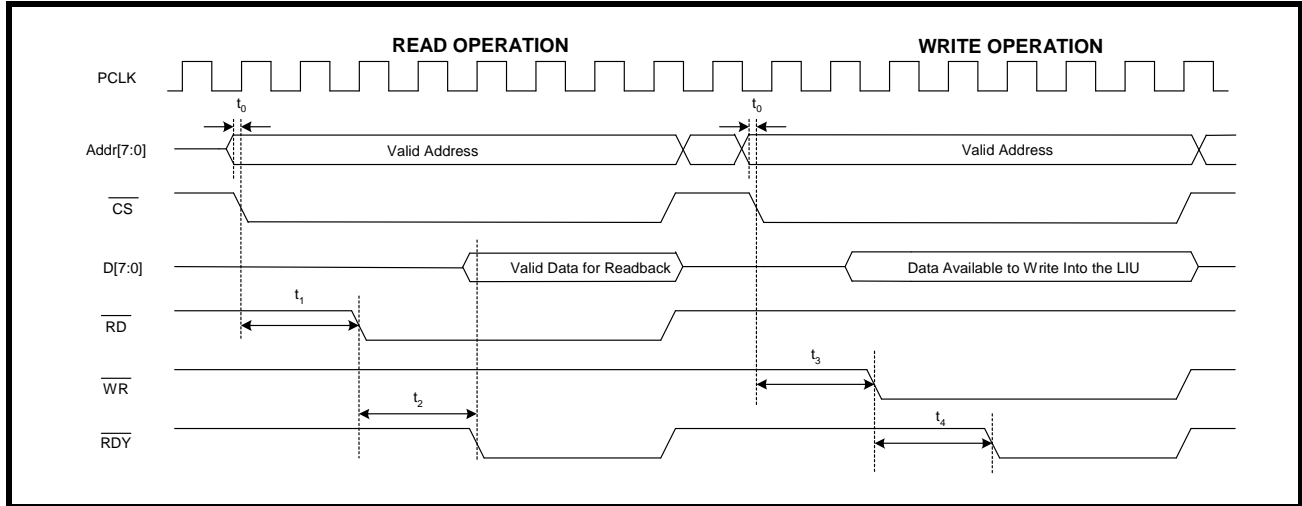 READ OPERATION WRITE OPERATION
PCLK
t0 t0
Addr[7:0] Valid Address Valid Address
CS
D[7:0] Valid Data for Readback Data Available to Write Into the LIU
t1
RD
t3
WR
t2 t4
RDY